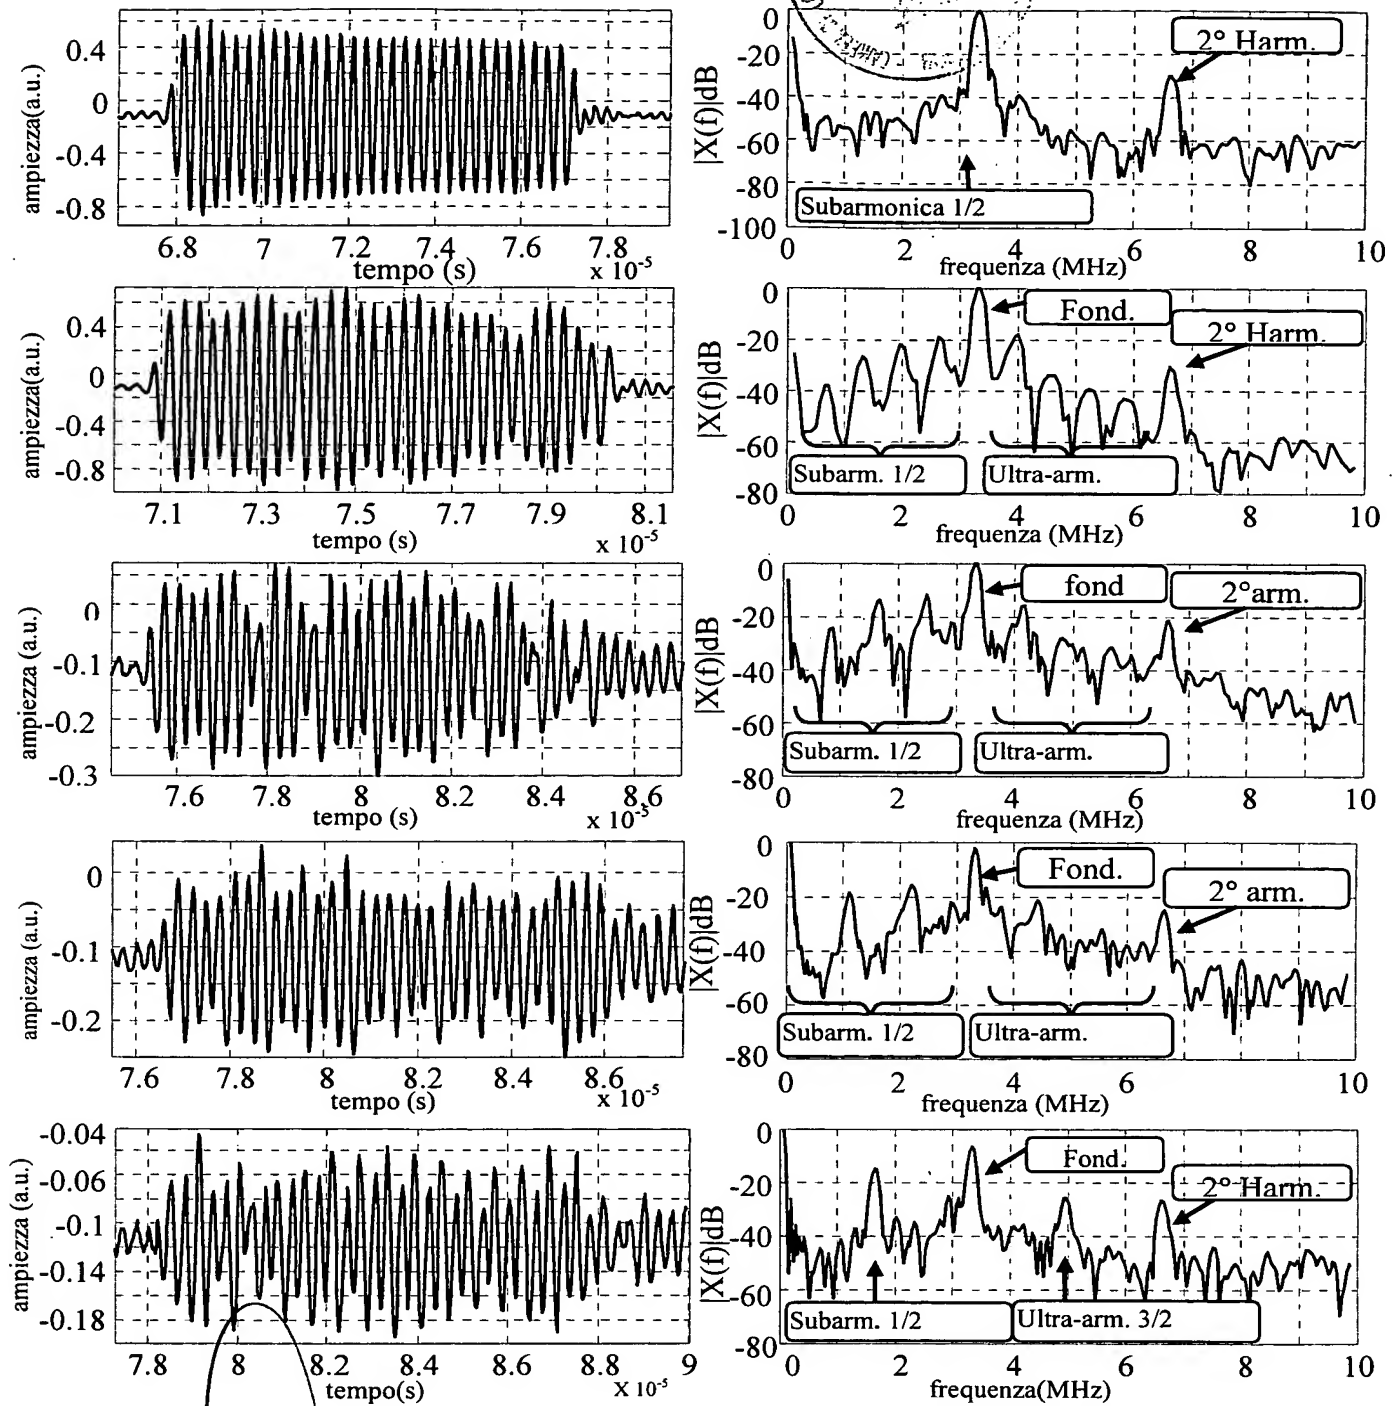 ampiezza(a.u.)
0.4
0
-0.4
-0.8
6.8
7
7.2
7.4
7.6
7.8
tempo (s)
x 10⁻⁵
|X(f)|dB
0
-20
-40
-60
-80
-100
2° Harm.
Subarmonica 1/2
0
2
4
6
8
10
frequenza (MHz)
ampiezza(a.u.)
0.4
0
-0.4
-0.8
7.1
7.3
7.5
7.7
7.9
8.1
tempo (s)
x 10⁻⁵
|X(f)|dB
0
-20
-40
-60
-80
Fond.
2° Harm.
Subarm. 1/2
Ultra-arm.
0
2
4
6
8
10
frequenza (MHz)
ampiezza (a.u.)
0
-0.1
-0.2
-0.3
7.6
7.8
8
8.2
8.4
8.6
tempo (s)
x 10⁻⁵
|X(f)|dB
0
-20
-40
-60
-80
fond
2°arm.
Subarm. 1/2
Ultra-arm.
0
2
4
6
8
10
frequenza (MHz)
ampiezza (a.u.)
0
-0.1
-0.2
7.6
7.8
8
8.2
8.4
8.6
tempo (s)
x 10⁻⁵
|X(f)|dB
0
-20
-40
-60
-80
Fond.
2° arm.
Subarm. 1/2
Ultra-arm.
0
2
4
6
8
10
frequenza (MHz)
ampiezza (a.u.)
-0.04
-0.06
-0.1
-0.14
-0.18
7.8
8
8.2
8.4
8.6
8.8
9
tempo(s)
X 10⁻⁵
|X(f)|dB
0
-20
-40
-60
-80
Fond.
2° Harm.
Subarm. 1/2
Ultra-arm. 3/2
0
2
4
6
8
10
frequenza(MHz)